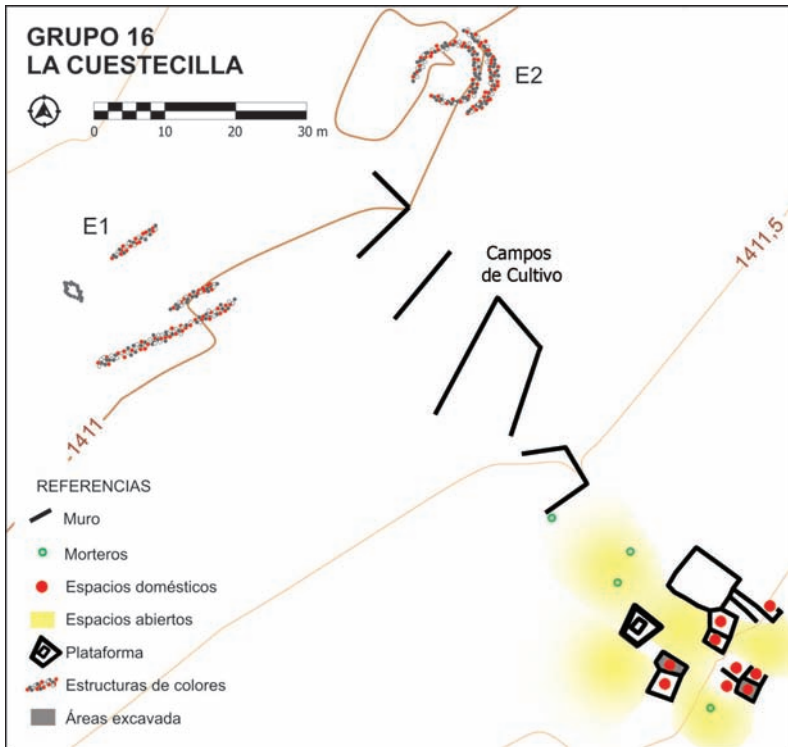 GRUPO 16
LA CUESTECILLA
0 10 20 30 m
E2
E1
Campos
de Cultivo
1411,5
1411
REFERENCIAS
Muro
Morteros
Espacios domésticos
Espacios abiertos
Plataforma
Estructuras de colores
Áreas excavada